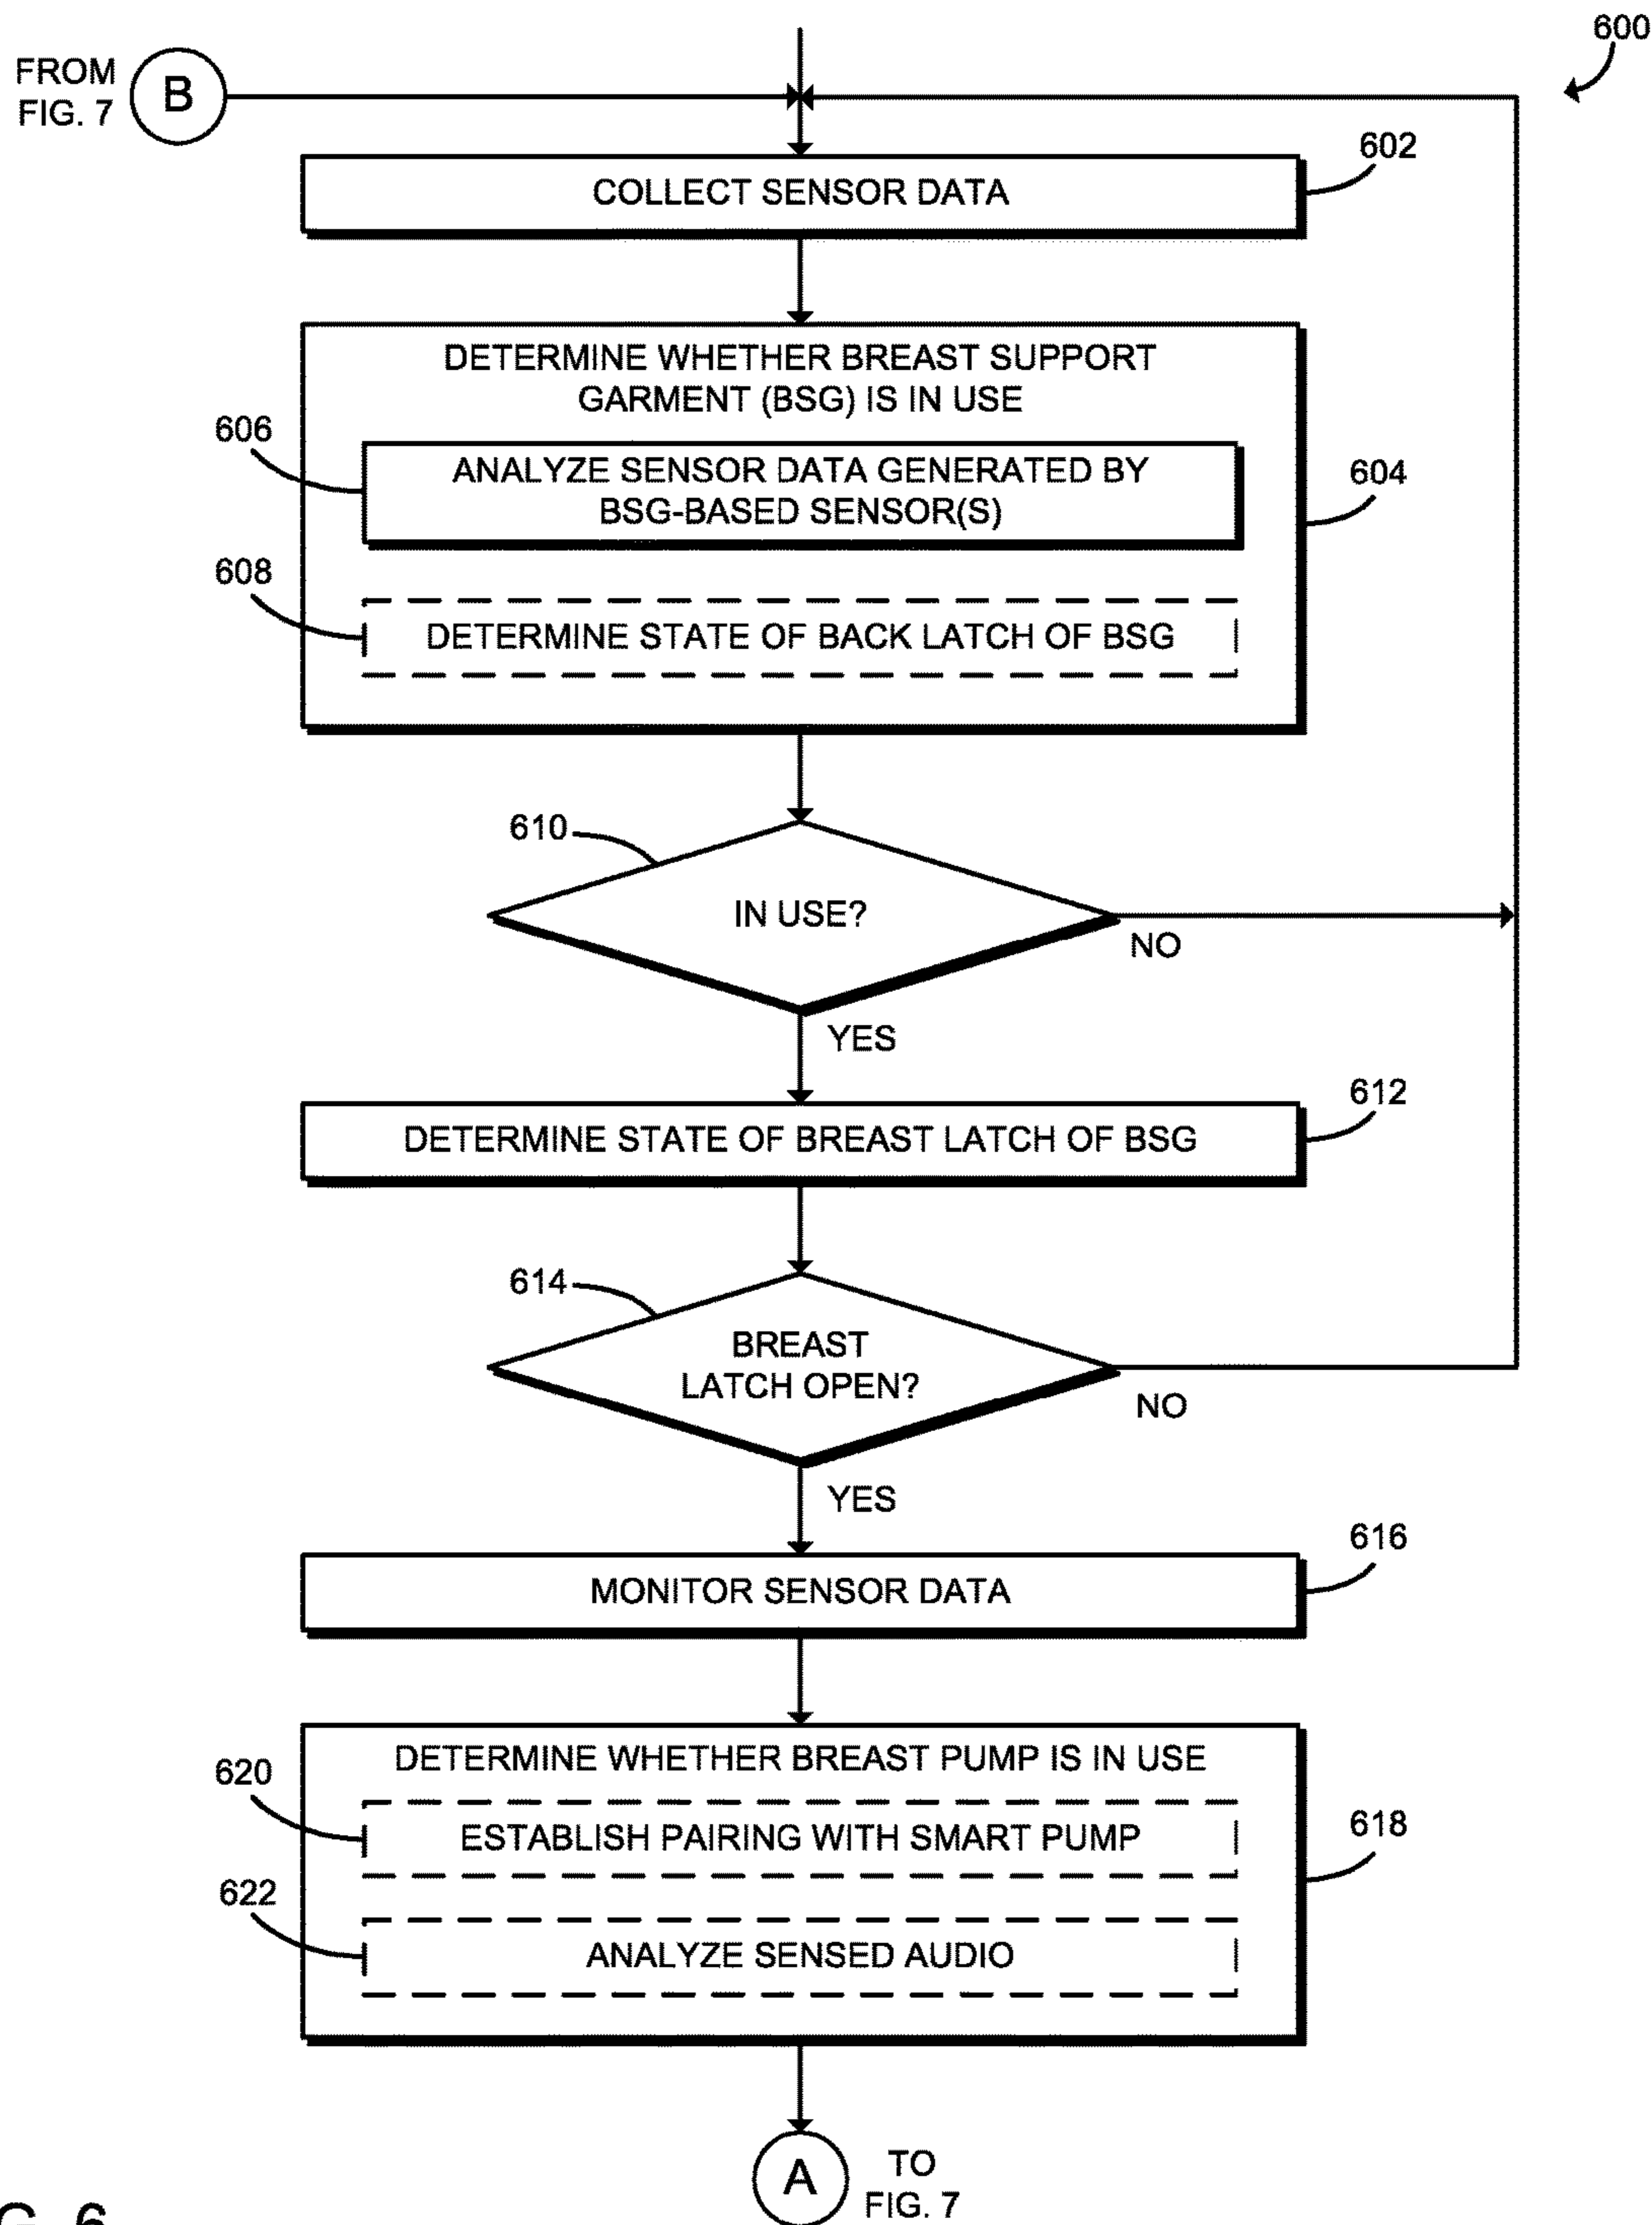 600
FROM
FIG. 7
B
602
COLLECT SENSOR DATA
DETERMINE WHETHER BREAST SUPPORT
GARMENT (BSG) IS IN USE
606
ANALYZE SENSOR DATA GENERATED BY
BSG-BASED SENSOR(S)
604
608
DETERMINE STATE OF BACK LATCH OF BSG
610
IN USE?
NO
YES
612
DETERMINE STATE OF BREAST LATCH OF BSG
614
BREAST
LATCH OPEN?
NO
YES
616
MONITOR SENSOR DATA
DETERMINE WHETHER BREAST PUMP IS IN USE
620
ESTABLISH PAIRING WITH SMART PUMP
618
622
ANALYZE SENSED AUDIO
A
TO
FIG. 7
G. 6